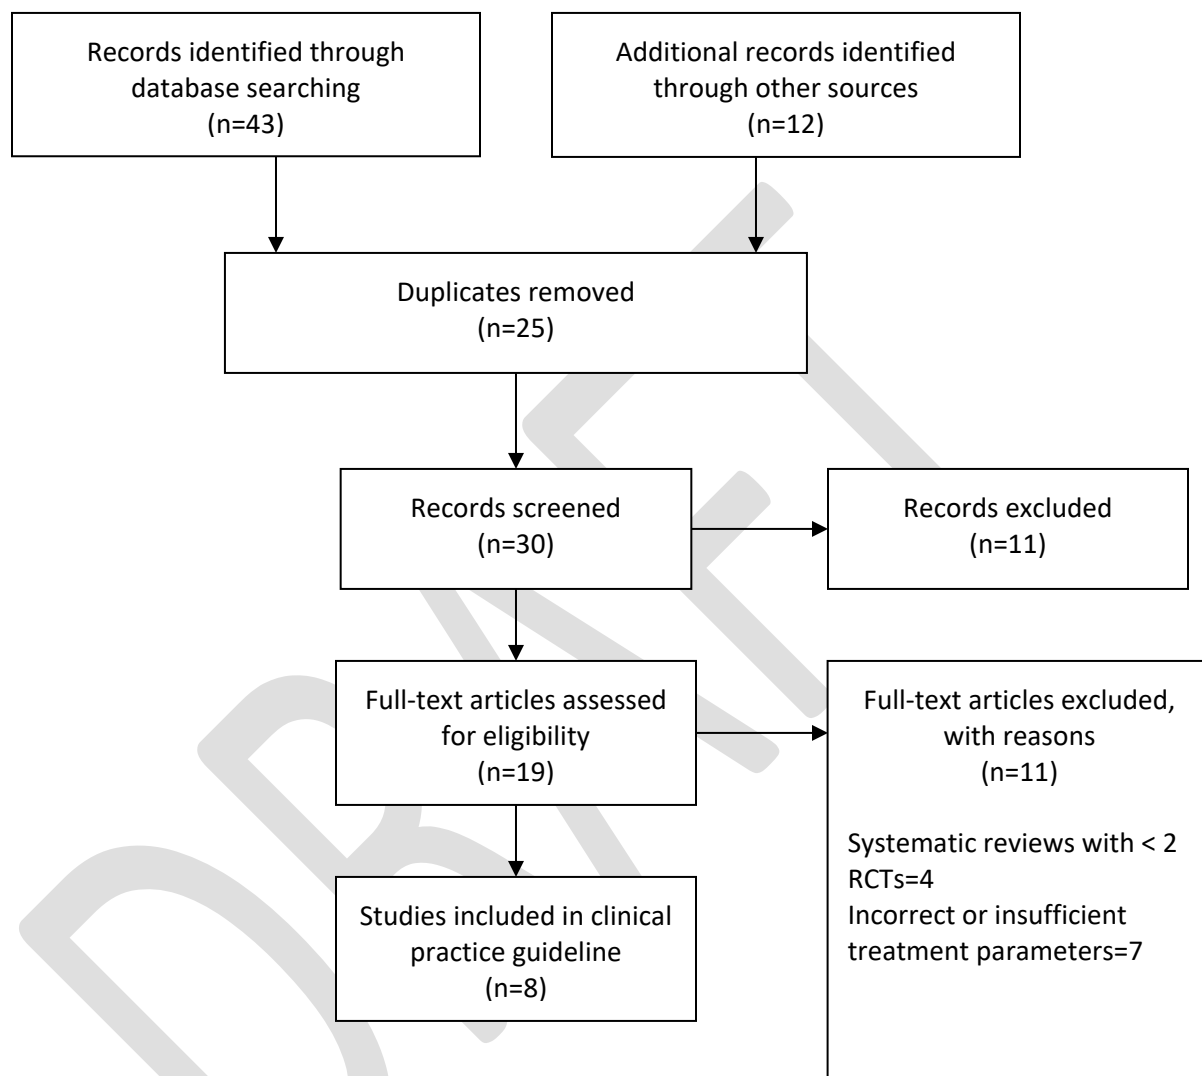 Records identified through
database searching
(n=43)
Additional records identified
through other sources
(n=12)
Duplicates removed
(n=25)
Records screened
(n=30)
Records excluded
(n=11)
Full-text articles assessed
for eligibility
(n=19)
Full-text articles excluded,
with reasons
(n=11)
Systematic reviews with < 2
RCTs=4
Incorrect or insufficient
treatment parameters=7
Studies included in clinical
practice guideline
(n=8)
DRAFT